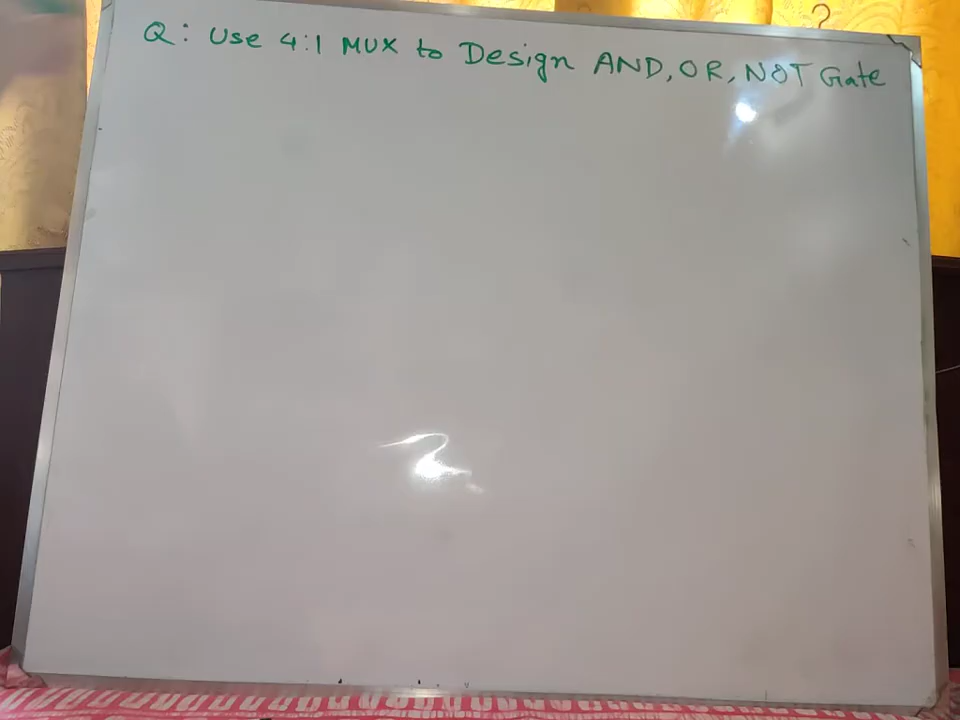 Q: Use 4:1 MUX to Design AND, OR, NOT Gate